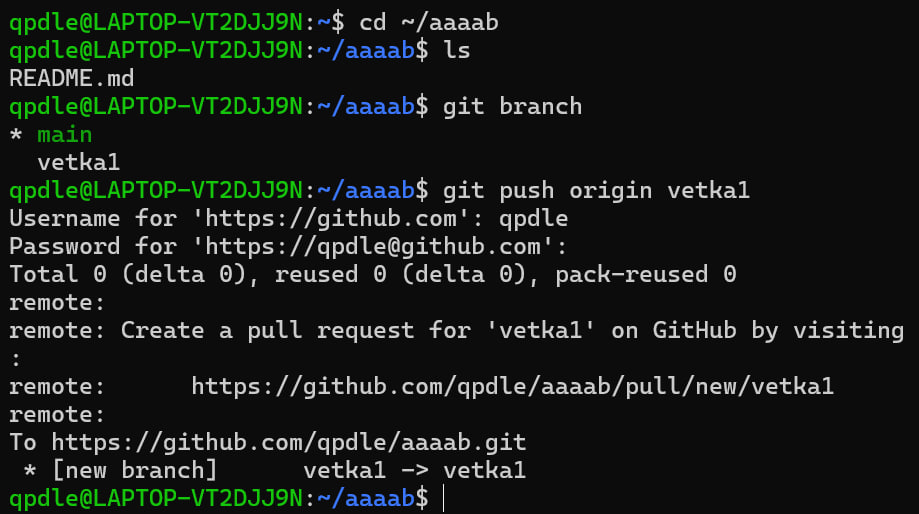 qpdle@LAPTOP-VT2DJJ9N:~$ cd ~/aaaab
qpdle@LAPTOP-VT2DJJ9N:~/aaaab$ ls
README.md
qpdle@LAPTOP-VT2DJJ9N:~/aaaab$ git branch
* main
  vetka1
qpdle@LAPTOP-VT2DJJ9N:~/aaaab$ git push origin vetka1
Username for 'https://github.com': qpdle
Password for 'https://qpdle@github.com':
Total 0 (delta 0), reused 0 (delta 0), pack-reused 0
remote:
remote: Create a pull request for 'vetka1' on GitHub by visiting
:
remote:      https://github.com/qpdle/aaaab/pull/new/vetka1
remote:
To https://github.com/qpdle/aaaab.git
 * [new branch]      vetka1 -> vetka1
qpdle@LAPTOP-VT2DJJ9N:~/aaaab$